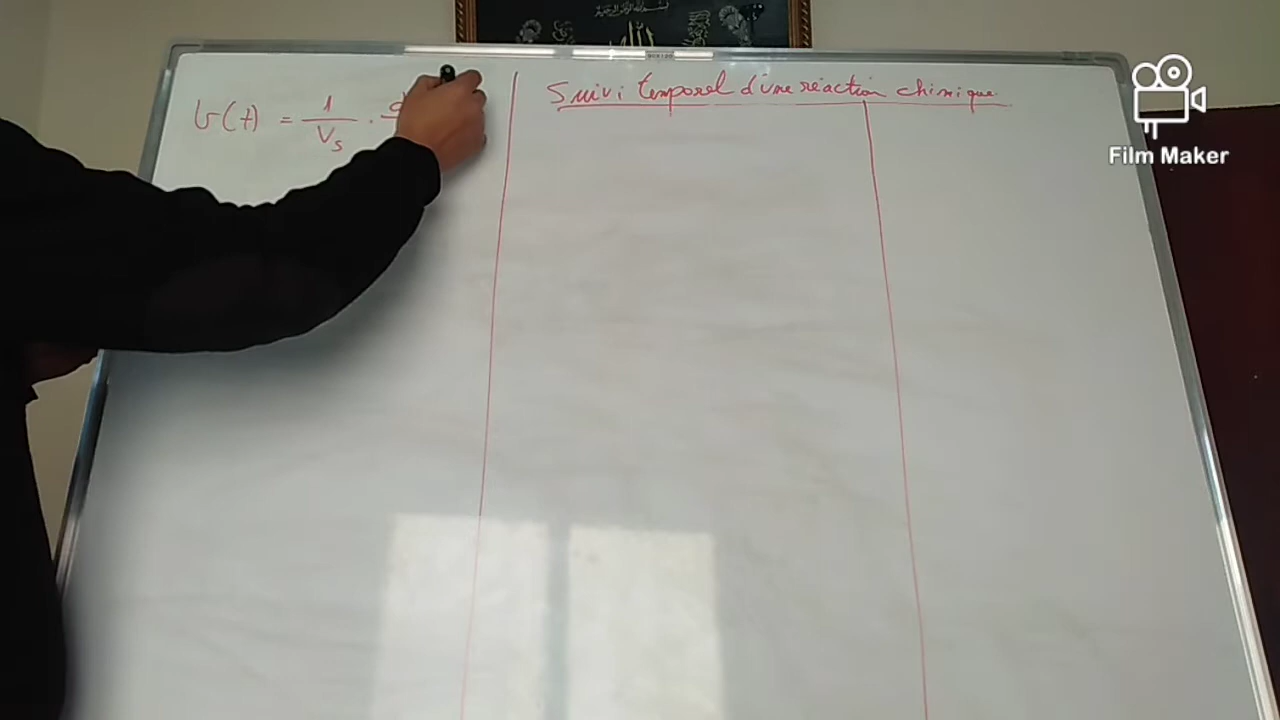 Suivi temporel d'une réaction chimique
v(t) = 1/Vs . d
Film Maker